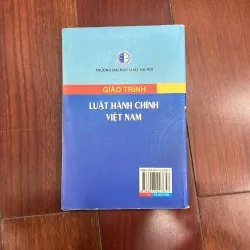 TRƯỜNG ĐẠI HỌC LUẬT HÀ NỘI
GIÁO TRÌNH
LUẬT HÀNH CHÍNH
VIỆT NAM